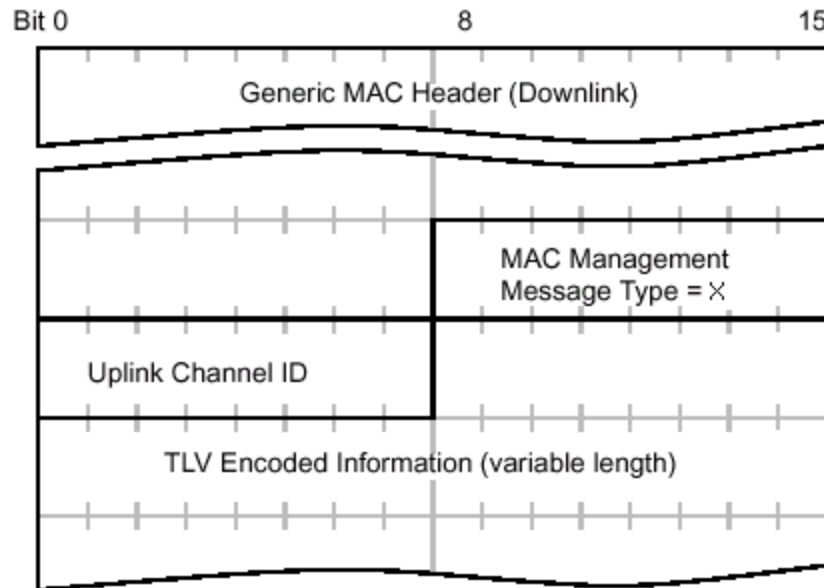 Bit 0 8 15
Generic MAC Header (Downlink)
MAC Management
Message Type = X
Uplink Channel ID
TLV Encoded Information (variable length)